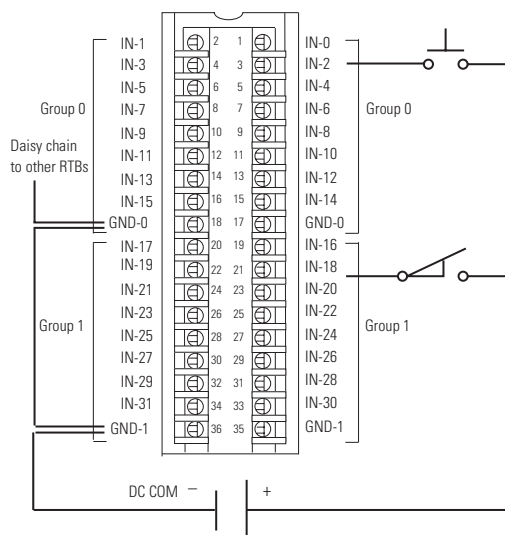 IN-1 2 1 IN-0
IN-3 4 3 IN-2
IN-5 6 5 IN-4
IN-7 8 7 IN-6
IN-9 10 9 IN-8
IN-11 12 11 IN-10
IN-13 14 13 IN-12
IN-15 16 15 IN-14
GND-0 18 17 GND-0
Group 0
Group 0
Daisy chain
to other RTBs
IN-17 20 19 IN-16
IN-19 22 21 IN-18
IN-21 24 23 IN-20
IN-23 26 25 IN-22
IN-25 28 27 IN-24
IN-27 30 29 IN-26
IN-29 32 31 IN-28
IN-31 34 33 IN-30
GND-1 36 35 GND-1
Group 1
Group 1
DC COM – +